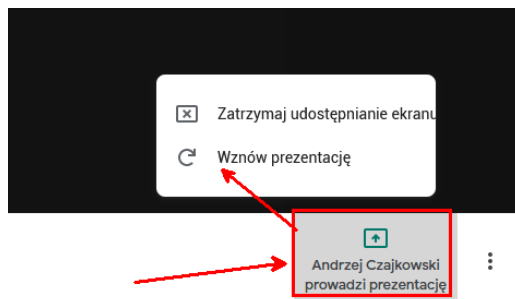 Zatrzymaj udostępnianie ekranu
Wznów prezentację
Andrzej Czajkowski
prowadzi prezentację